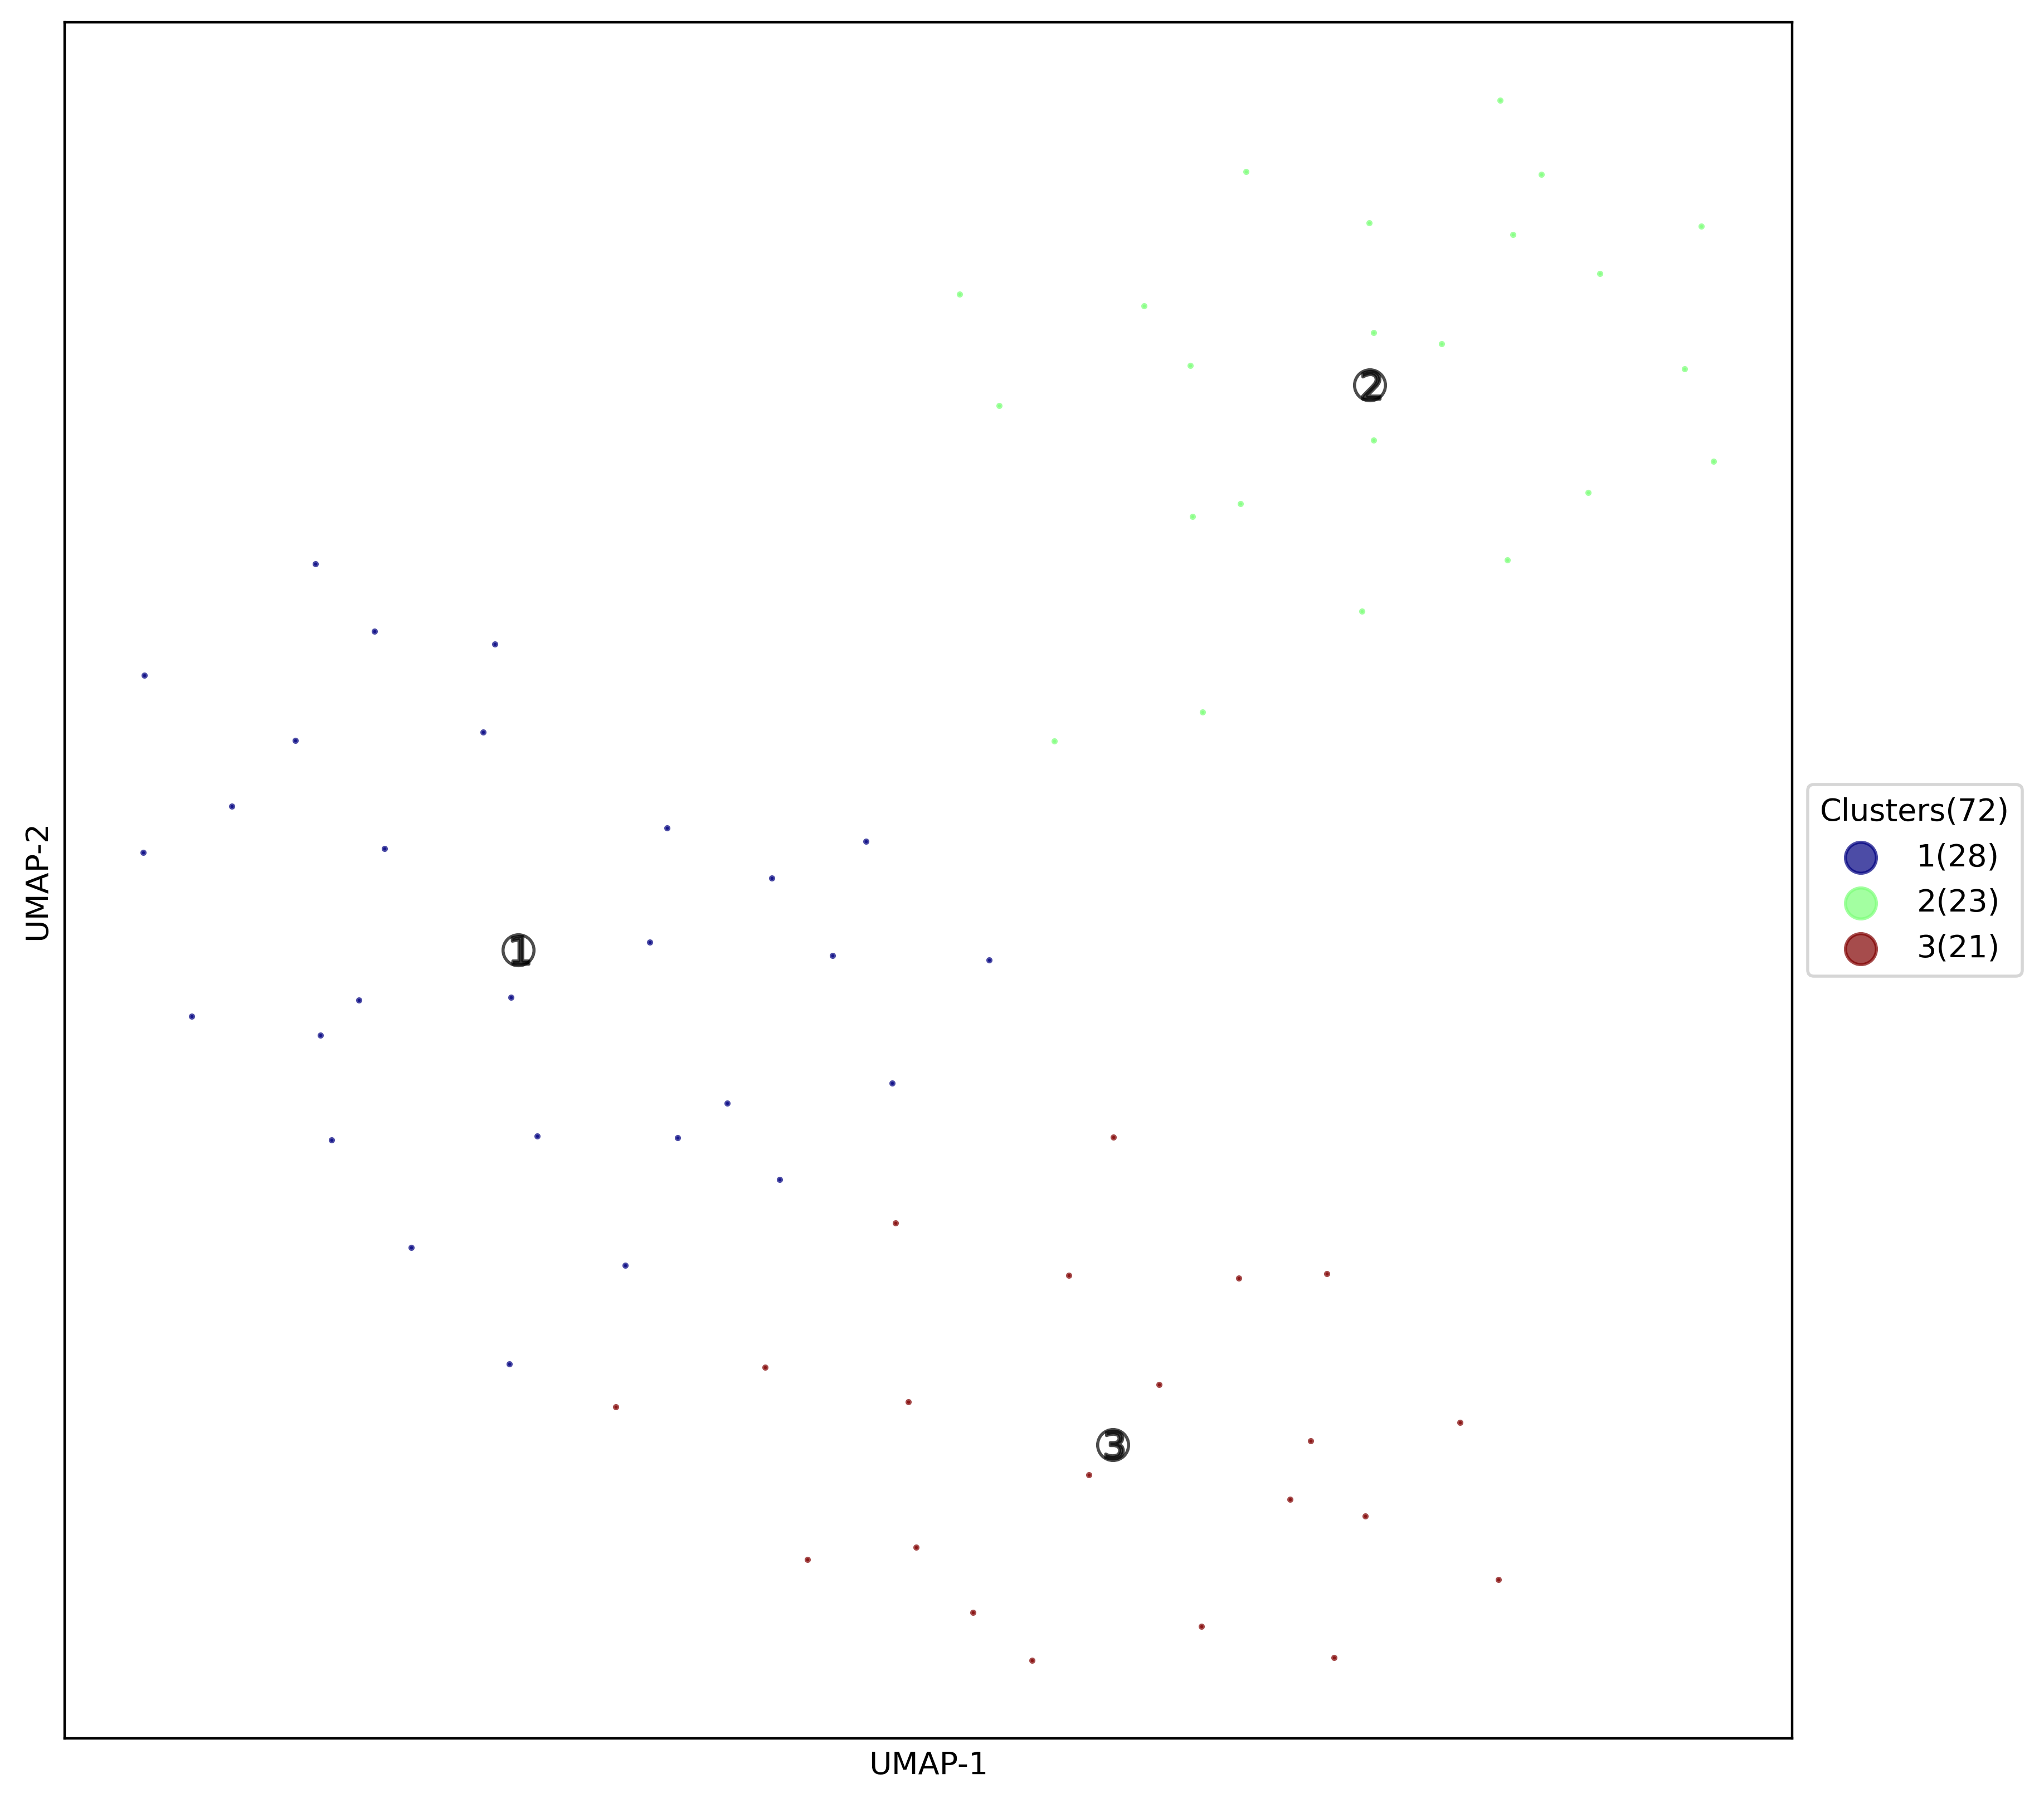 ②
①
③
UMAP-2
UMAP-1
Clusters(72)
1(28)
2(23)
3(21)